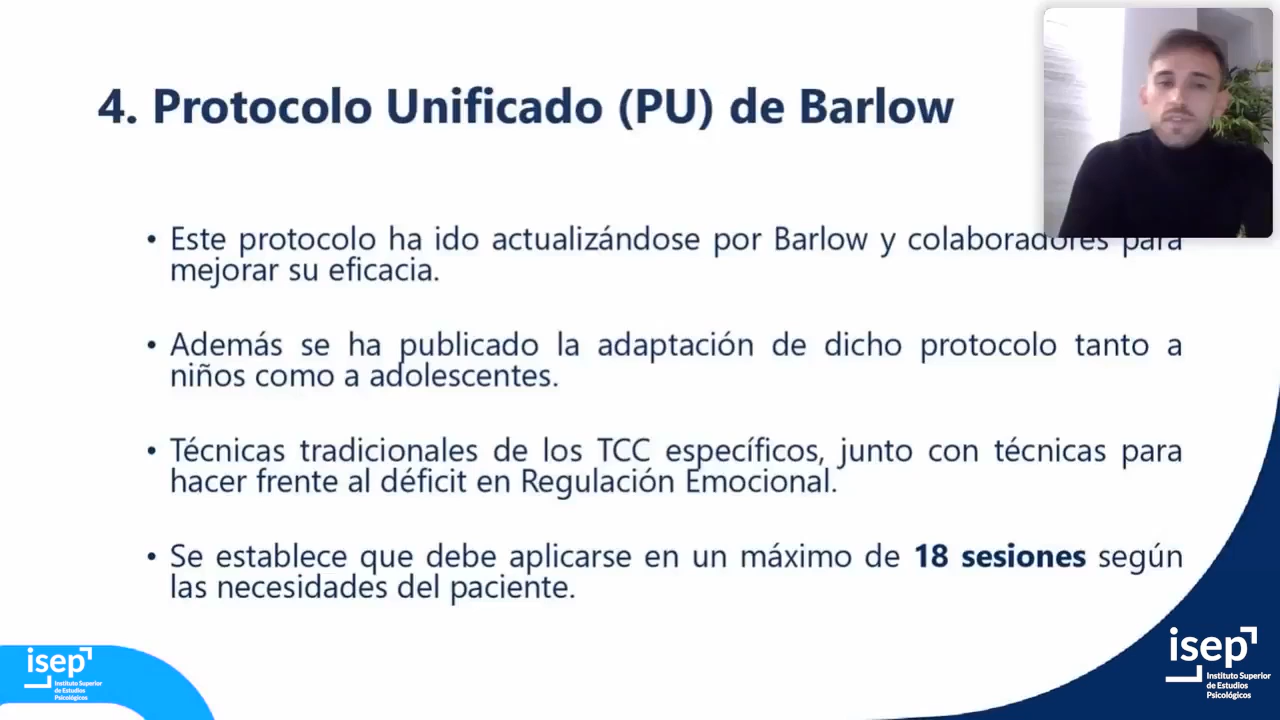 4. Protocolo Unificado (PU) de Barlow
• Este protocolo ha ido actualizándose por Barlow y colaboradores para
mejorar su eficacia.
• Además se ha publicado la adaptación de dicho protocolo tanto a
niños como a adolescentes.
• Técnicas tradicionales de los TCC específicos, junto con técnicas para
hacer frente al déficit en Regulación Emocional.
• Se establece que debe aplicarse en un máximo de 18 sesiones según
las necesidades del paciente.
isep
Instituto Superior
de Estudios
Psicológicos
isep
Instituto Superior
de Estudios
Psicológicos